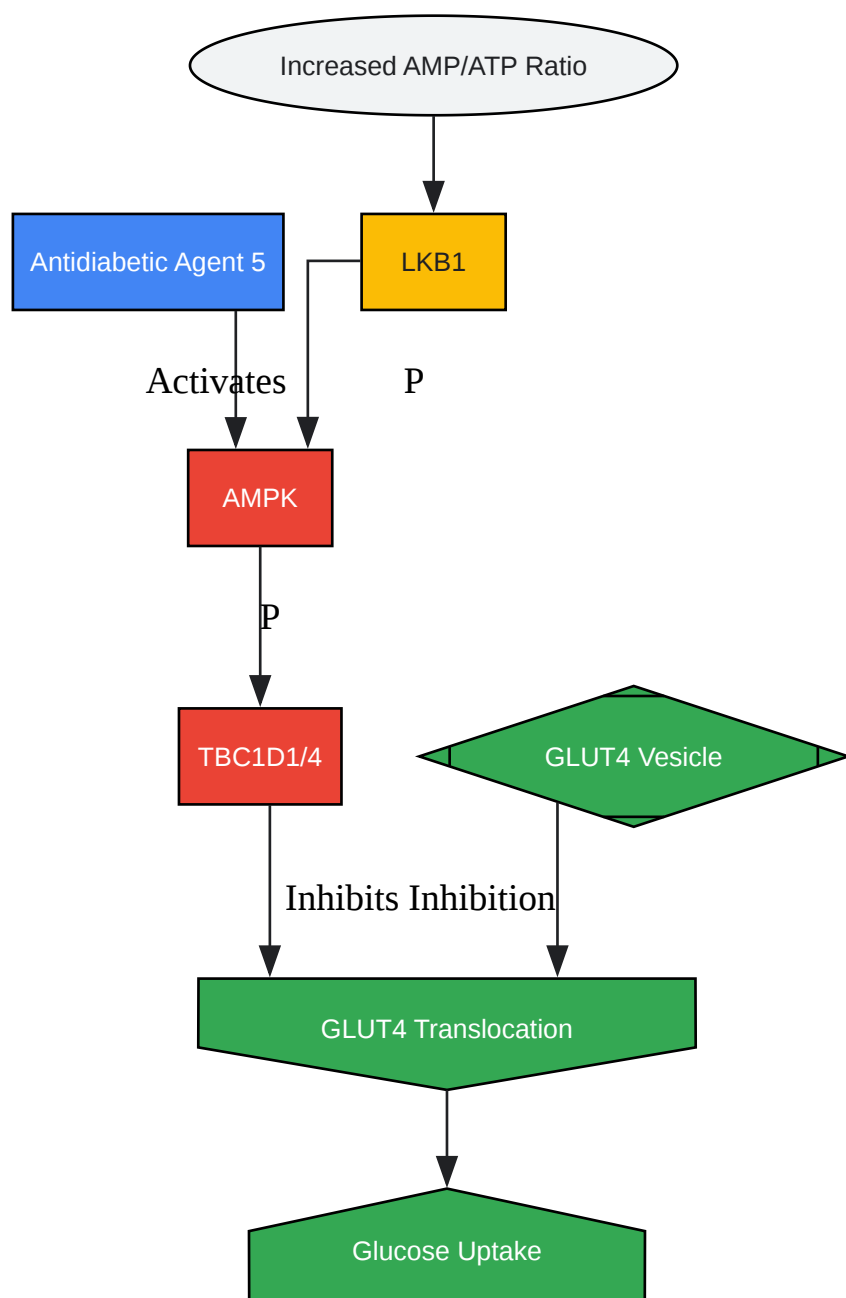 Increased AMP/ATP Ratio
Antidiabetic Agent 5
LKB1
Activates
P
AMPK
P
TBC1D1/4
GLUT4 Vesicle
Inhibits Inhibition
GLUT4 Translocation
Glucose Uptake